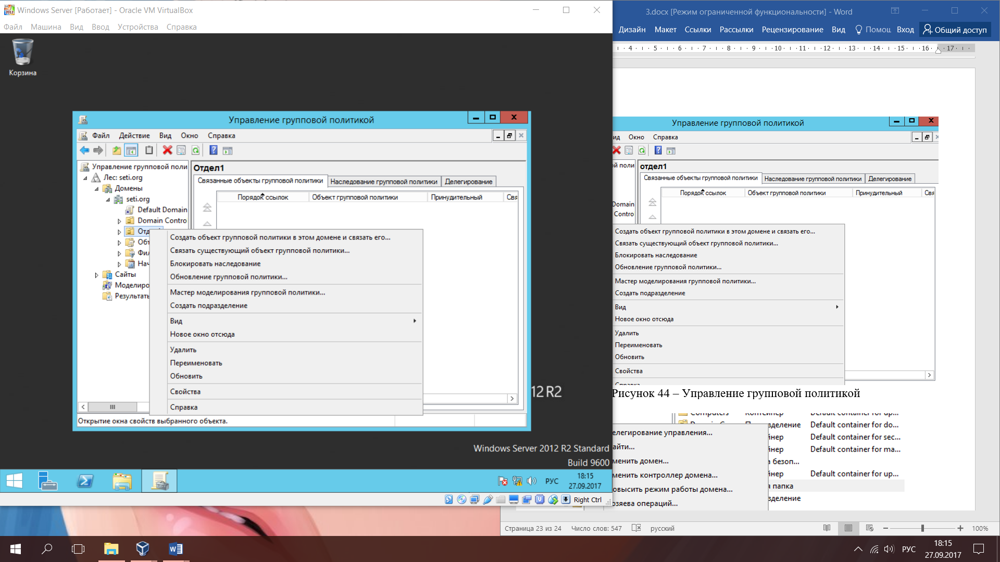 Windows Server [Работает] - Oracle VM VirtualBox
Файл Машина Вид Ввод Устройства Справка
Корзина
Управление групповой политикой
Файл Действие Вид Окно Справка
Управление групповой поли
Лес: seti.org
Домены
seti.org
Default Domain
Domain Contro
Отд
Объ
Фил
Нач
Сайты
Моделиро
Результать
Отдел1
Связанные объекты групповой политики Наследование групповой политики Делегирование
Порядок ссылок Объект групповой политики Принудительный Свя
Создать объект групповой политики в этом домене и связать его...
Связать существующий объект групповой политики...
Блокировать наследование
Обновление групповой политики...
Мастер моделирования групповой политики...
Создать подразделение
Вид
Новое окно отсюда
Удалить
Переименовать
Обновить
Свойства
Справка
Открытие окна свойств выбранного объекта.
12 R2
Windows Server 2012 R2 Standard
Build 9600
РУС
18:15
27.09.2017
Right Ctrl
3.docx [Режим ограниченной функциональности] - Word
Дизайн Макет Ссылки Рассылки Рецензирование Вид Помощ Вход Общий доступ
4 5 6 7 8 9 10 11 12 13 14 15 16 17
Управление групповой политикой
ид Окно Справка
й поли
Domain
Contro
отдел1
Связанные объекты групповой политики Наследование групповой политики Делегирование
Порядок ссылок Объект групповой политики Принудительный Свя
Создать объект групповой политики в этом домене и связать его...
Связать существующий объект групповой политики...
Блокировать наследование
Обновление групповой политики...
Мастер моделирования групповой политики...
Создать подразделение
Вид
Новое окно отсюда
Удалить
Переименовать
Обновить
Свойства
Справка
Рисунок 44 – Управление групповой политикой
Computers Контейнер Default container for up...
зделение Default container for do...
йнер Default container for sec...
йнер Default container for ma...
а безоп...
йнер Default container for up...
я папка
зделение
елегирование управления...
айти...
менить домен...
менить контроллер домена...
овысить режим работы домена...
озяева операций...
Страница 23 из 24 Число слов: 547 русский 100%
РУС
18:15
27.09.2017